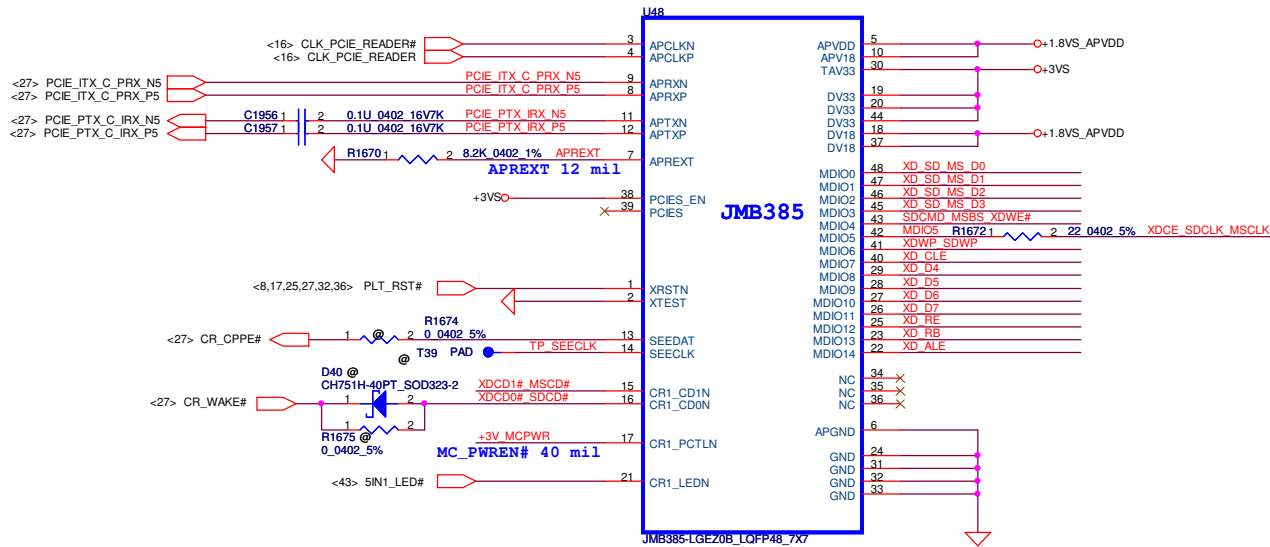 U48
<16> CLK_PCIE_READER#
3
APCLKN
<16> CLK_PCIE_READER
4
APCLKP
<27> PCIE_ITX_C_PRX_N5
PCIE_ITX_C_PRX_N5
9
APRXN
<27> PCIE_ITX_C_PRX_P5
PCIE_ITX_C_PRX_P5
8
APRXP
<27> PCIE_PTX_C_IRX_N5
C1956 1 2 0.1U_0402_16V7K
PCIE_PTX_IRX_N5
11
APTXN
<27> PCIE_PTX_C_IRX_P5
C1957 1 2 0.1U_0402_16V7K
PCIE_PTX_IRX_P5
12
APTXP
R1670 1 2 8.2K_0402_1%
APREXT
7
APREXT
APREXT 12 mil
+3VS
38
PCIES_EN
39
PCIES
JMB385
<8,17,25,27,32,36> PLT_RST#
1
XRSTN
2
XTEST
<27> CR_CPPE#
1 @ 2
R1674
0_0402_5%
13
SEEDAT
@ T39 PAD
TP_SEECLK
14
SEECLK
D40 @
CH751H-40PT_SOD323-2
<27> CR_WAKE#
1 2
XDCD1#_MSCD#
15
CR1_CD1N
XDCD0#_SDCD#
16
CR1_CD0N
1 2
R1675 @
0_0402_5%
+3V_MCPWR
17
CR1_PCTLN
MC_PWREN# 40 mil
<43> 5IN1_LED#
21
CR1_LEDN
APVDD
5
+1.8VS_APVDD
APV18
10
TAV33
30
+3VS
DV33
19
DV33
20
DV33
44
DV18
18
+1.8VS_APVDD
DV18
37
MDIO0
48
XD_SD_MS_D0
MDIO1
47
XD_SD_MS_D1
MDIO2
46
XD_SD_MS_D2
MDIO3
45
XD_SD_MS_D3
MDIO4
43
SDCMD_MSBS_XDWE#
MDIO5
42
MDIO5
R1672 1 2 22_0402_5%
XDCE_SDCLK_MSCLK
MDIO6
41
XDWP_SDWP
MDIO7
40
XD_CLE
MDIO8
29
XD_D4
MDIO9
28
XD_D5
MDIO10
27
XD_D6
MDIO11
26
XD_D7
MDIO12
25
XD_RE
MDIO13
23
XD_RB
MDIO14
22
XD_ALE
NC
34
NC
35
NC
36
APGND
6
GND
24
GND
31
GND
32
GND
33
JMB385-LGEZ0B_LQFP48_7X7